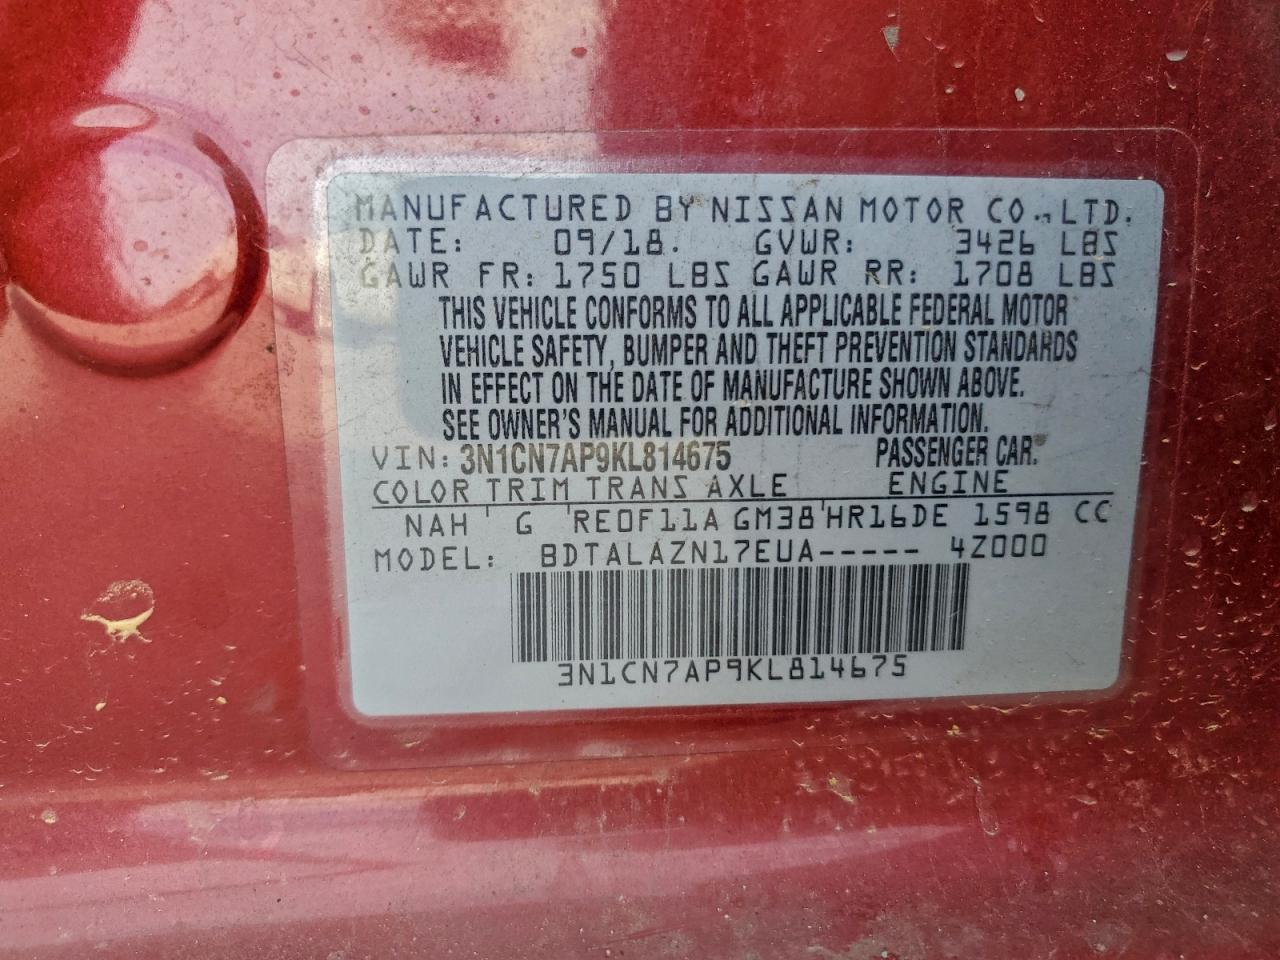 MANUFACTURED BY NISSAN MOTOR CO., LTD.
DATE: 09/18. GVWR: 3426 LBS
GAWR FR: 1750 LBS GAWR RR: 1708 LBS
THIS VEHICLE CONFORMS TO ALL APPLICABLE FEDERAL MOTOR
VEHICLE SAFETY, BUMPER AND THEFT PREVENTION STANDARDS
IN EFFECT ON THE DATE OF MANUFACTURE SHOWN ABOVE.
SEE OWNER'S MANUAL FOR ADDITIONAL INFORMATION.
VIN: 3N1CN7AP9KL814675 PASSENGER CAR.
COLOR TRIM TRANS AXLE ENGINE
NAH G RE0F11A GM38 HR16DE 1598 CC
MODEL: BDTALAZN17EUA----- 4Z000
3N1CN7AP9KL814675